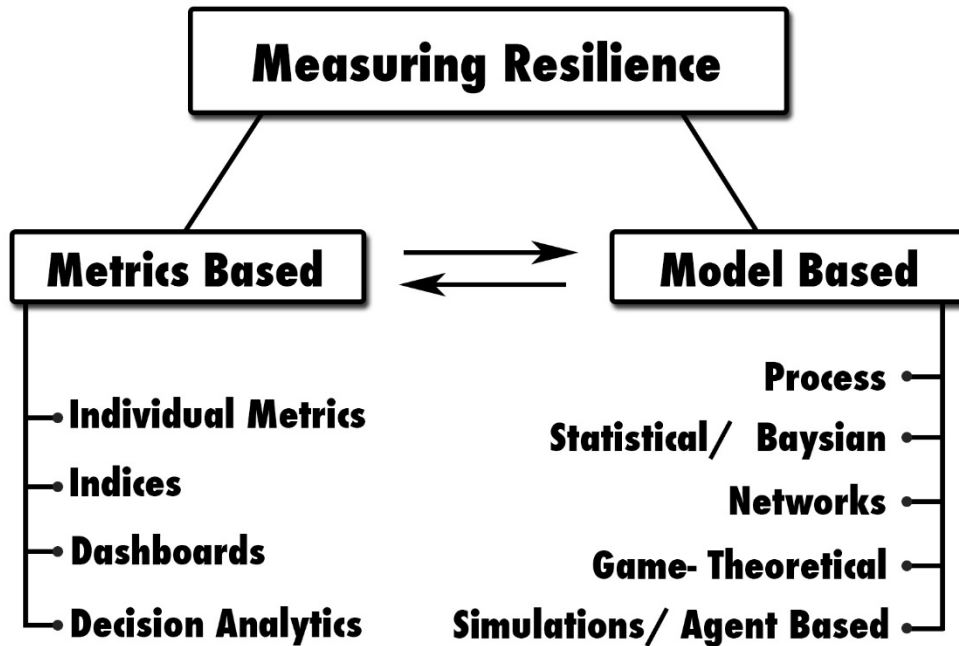 Measuring Resilience
Metrics Based
Model Based
Individual Metrics
Indices
Dashboards
Decision Analytics
Process
Statistical/ Baysian
Networks
Game- Theoretical
Simulations/ Agent Based